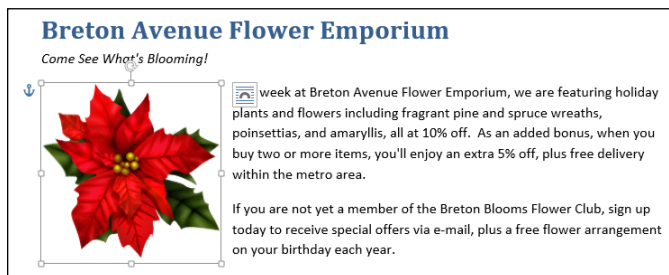 Breton Avenue Flower Emporium
Come See What's Blooming!
week at Breton Avenue Flower Emporium, we are featuring holiday
plants and flowers including fragrant pine and spruce wreaths,
poinsettias, and amaryllis, all at 10% off.  As an added bonus, when you
buy two or more items, you'll enjoy an extra 5% off, plus free delivery
within the metro area.
If you are not yet a member of the Breton Blooms Flower Club, sign up
today to receive special offers via e-mail, plus a free flower arrangement
on your birthday each year.